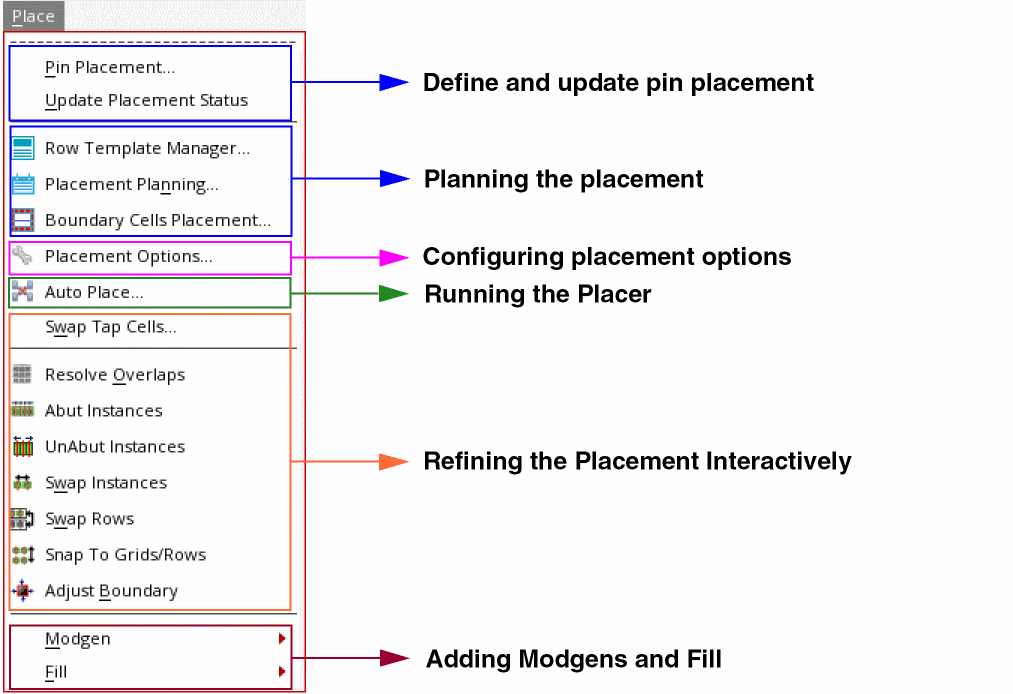 Place
Pin Placement...
Update Placement Status
Define and update pin placement
Row Template Manager...
Placement Planning...
Boundary Cells Placement...
Planning the placement
Placement Options...
Configuring placement options
Auto Place...
Running the Placer
Swap Tap Cells...
Resolve Overlaps
Abut Instances
UnAbut Instances
Swap Instances
Swap Rows
Snap To Grids/Rows
Adjust Boundary
Refining the Placement Interactively
Modgen
Fill
Adding Modgens and Fill